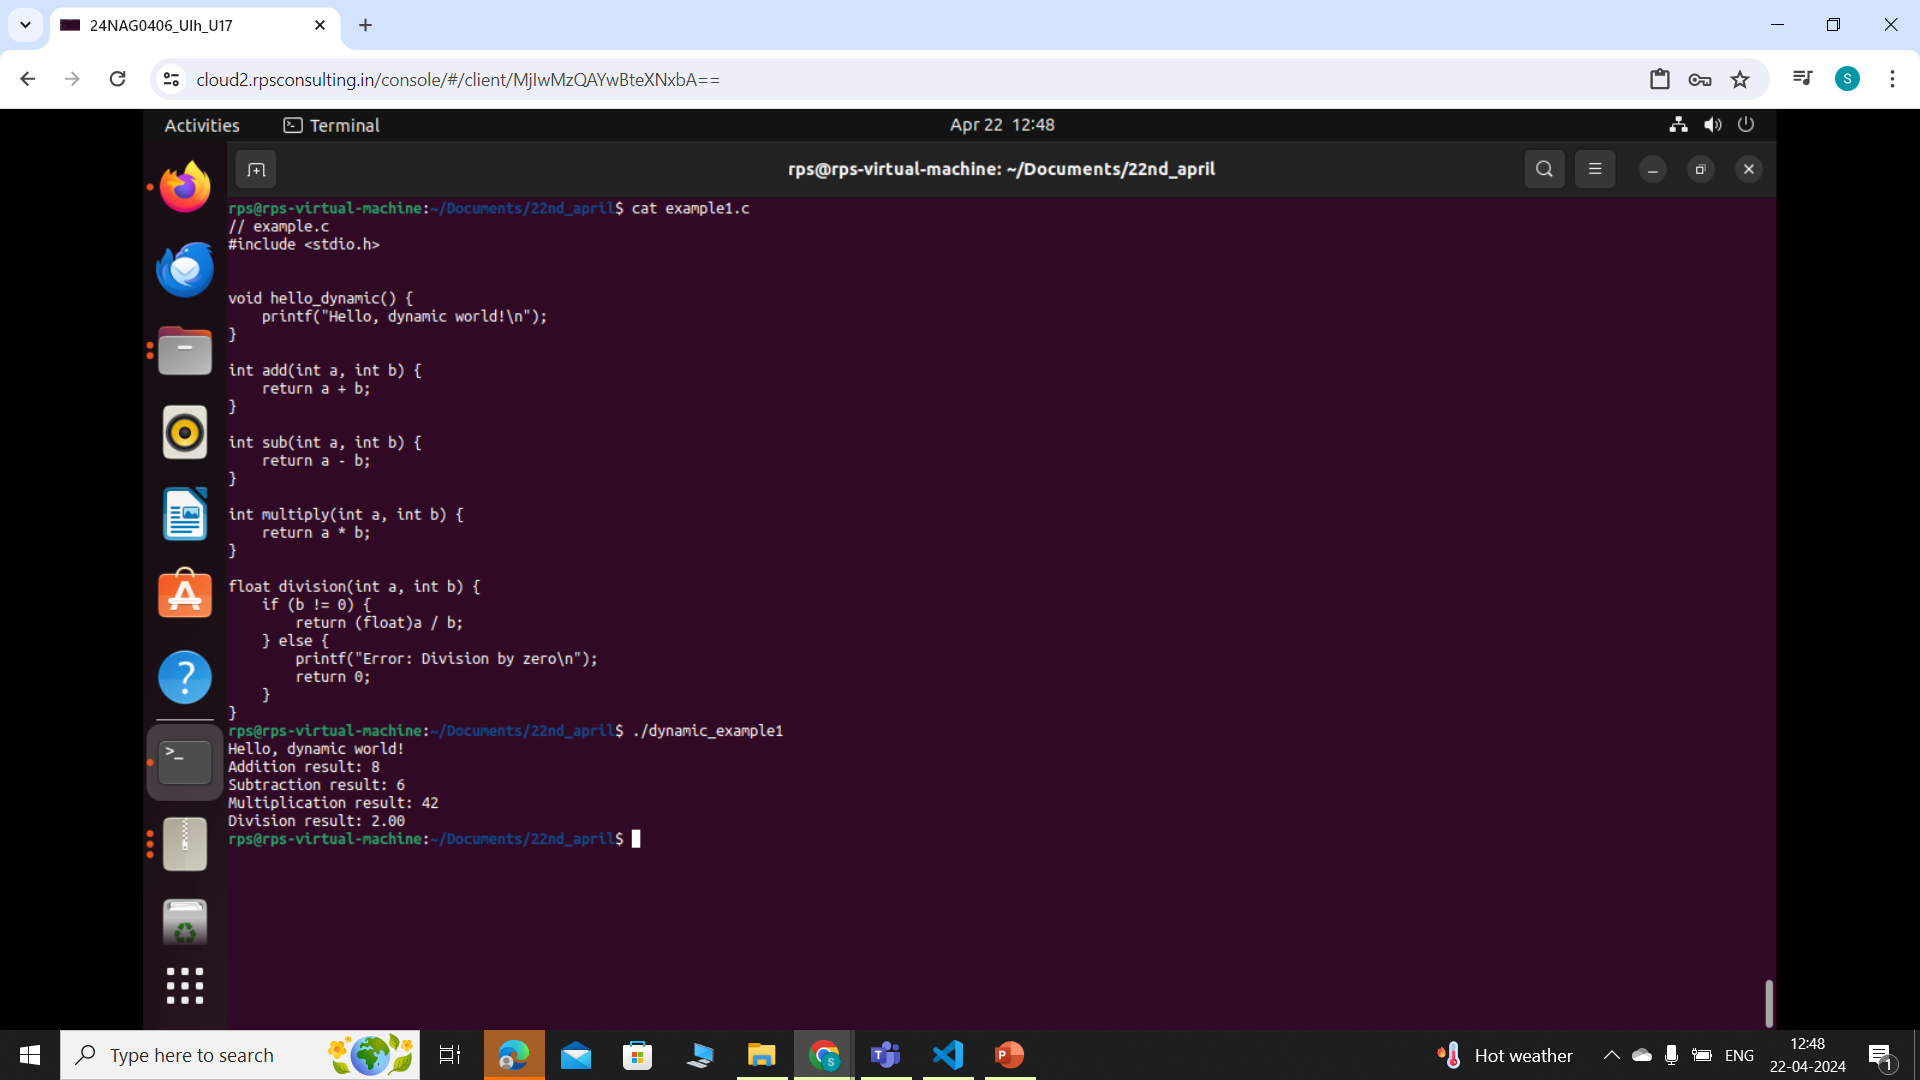 24NAG0406_Ulh_U17
cloud2.rpsconsulting.in/console/#/client/MjIwMzQAYwBteXNxbA==
S
Activities
Terminal
Apr 22 12:48
rps@rps-virtual-machine: ~/Documents/22nd_april
rps@rps-virtual-machine:~/Documents/22nd_april$ cat example1.c
// example.c
#include <stdio.h>
void hello_dynamic() {
    printf("Hello, dynamic world!\n");
}
int add(int a, int b) {
    return a + b;
}
int sub(int a, int b) {
    return a - b;
}
int multiply(int a, int b) {
    return a * b;
}
float division(int a, int b) {
    if (b != 0) {
        return (float)a / b;
    } else {
        printf("Error: Division by zero\n");
        return 0;
    }
}
rps@rps-virtual-machine:~/Documents/22nd_april$ ./dynamic_example1
Hello, dynamic world!
Addition result: 8
Subtraction result: 6
Multiplication result: 42
Division result: 2.00
rps@rps-virtual-machine:~/Documents/22nd_april$
Type here to search
Hot weather
ENG
12:48
22-04-2024
1